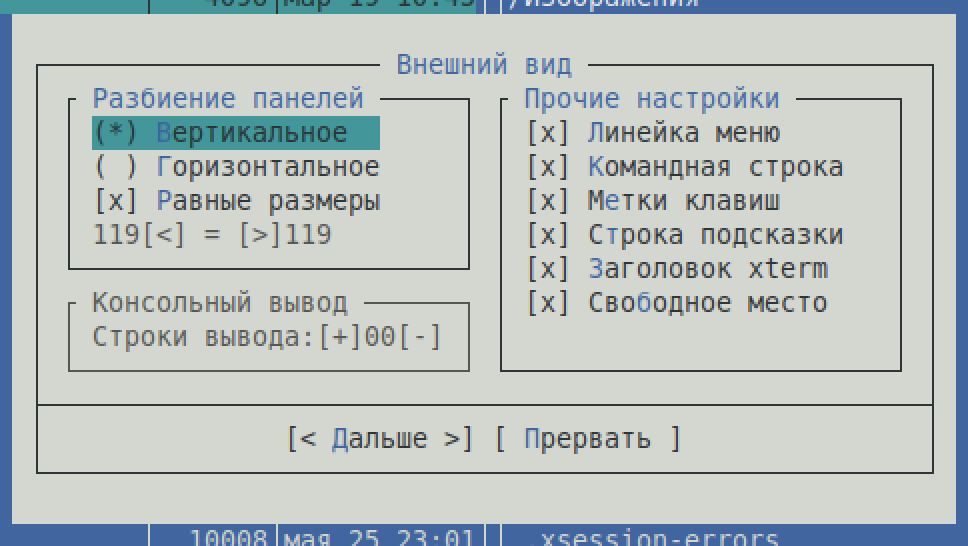 4096 мар 19 16:45 /Изображения
Внешний вид
Разбиение панелей
(*) Вертикальное
( ) Горизонтальное
[x] Равные размеры
119[<] = [>]119
Консольный вывод
Строки вывода:[+]00[-]
Прочие настройки
[x] Линейка меню
[x] Командная строка
[x] Метки клавиш
[x] Строка подсказки
[x] Заголовок xterm
[x] Свободное место
[< Дальше >] [ Прервать ]
10008 мая 25 23:01 .xsession-errors